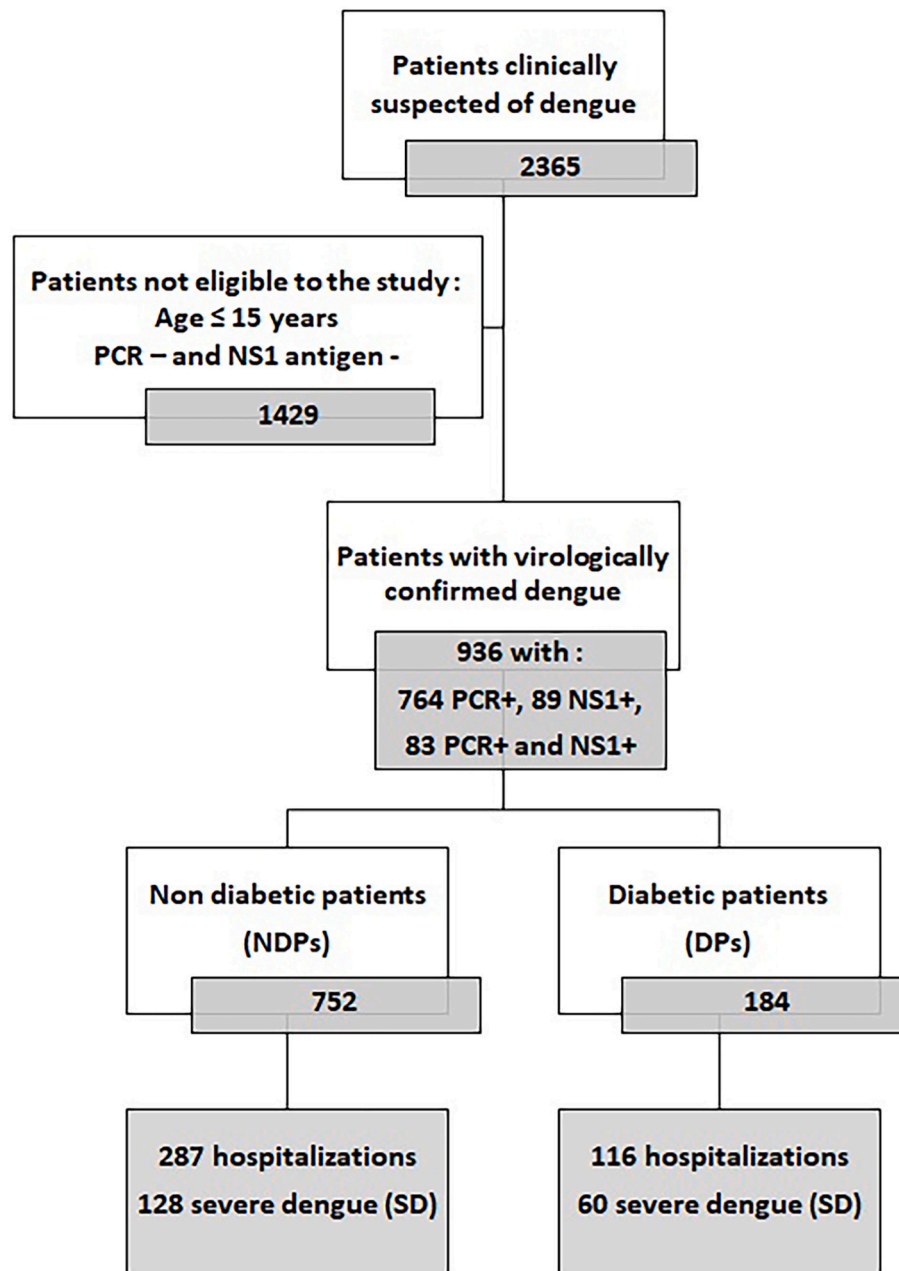 Patients clinically
suspected of dengue
2365
Patients not eligible to the study :
Age ≤ 15 years
PCR – and NS1 antigen -
1429
Patients with virologically
confirmed dengue
936 with :
764 PCR+, 89 NS1+,
83 PCR+ and NS1+
Non diabetic patients
(NDPs)
752
Diabetic patients
(DPs)
184
287 hospitalizations
128 severe dengue (SD)
116 hospitalizations
60 severe dengue (SD)